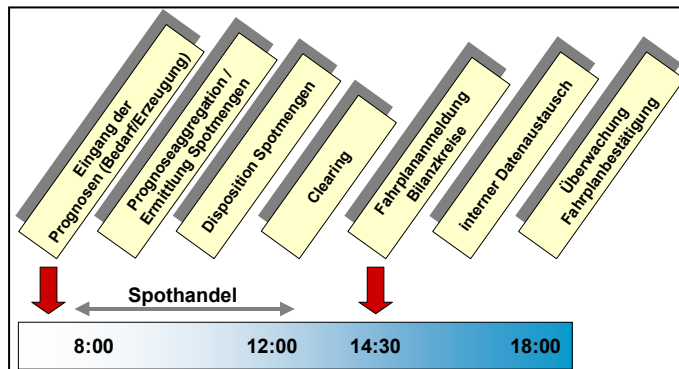 Eingang der
Prognosen (Bedarf/Erzeugung)
Prognoseaggregation /
Ermittlung Spotmengen
Disposition Spotmengen
Clearing
Fahrplananmeldung
Bilanzkreise
interner Datenaustausch
Überwachung
Fahrplanbestätigung
Spothandel
8:00 12:00 14:30 18:00